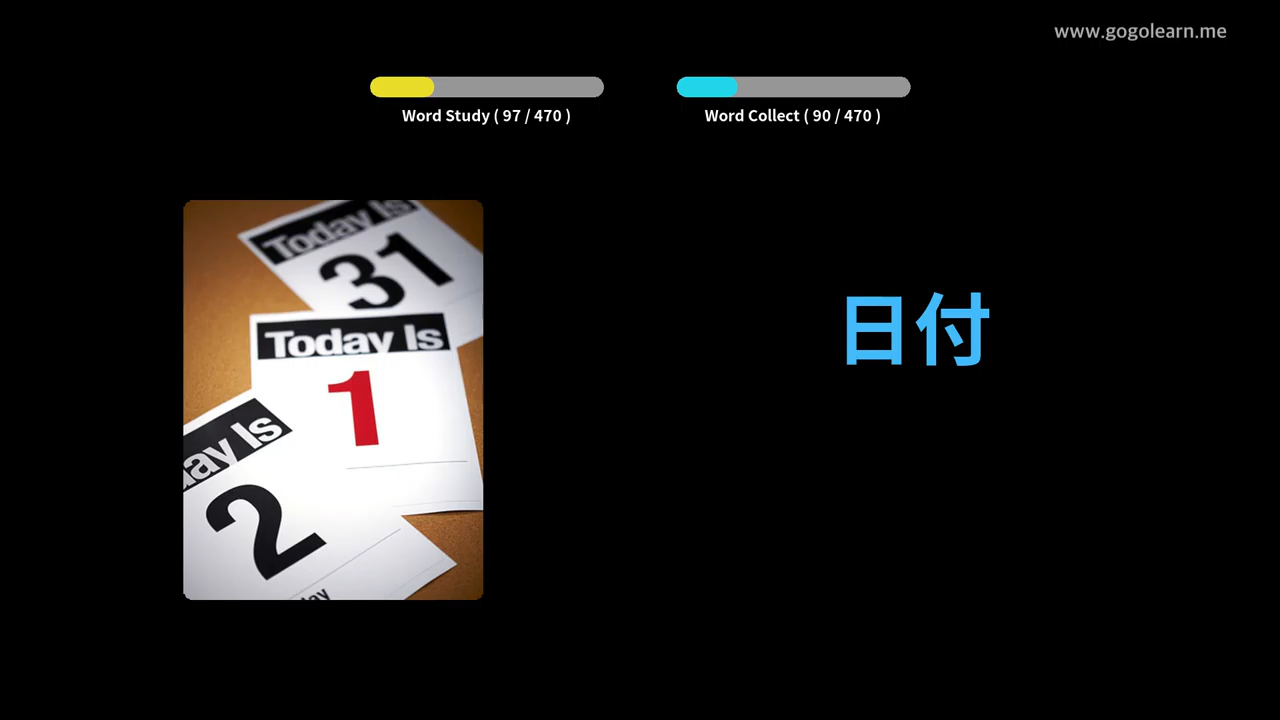 www.gogolearn.me
Word Study ( 97 / 470 )
Word Collect ( 90 / 470 )
Today Is
31
Today Is
1
ay Is
2
日付